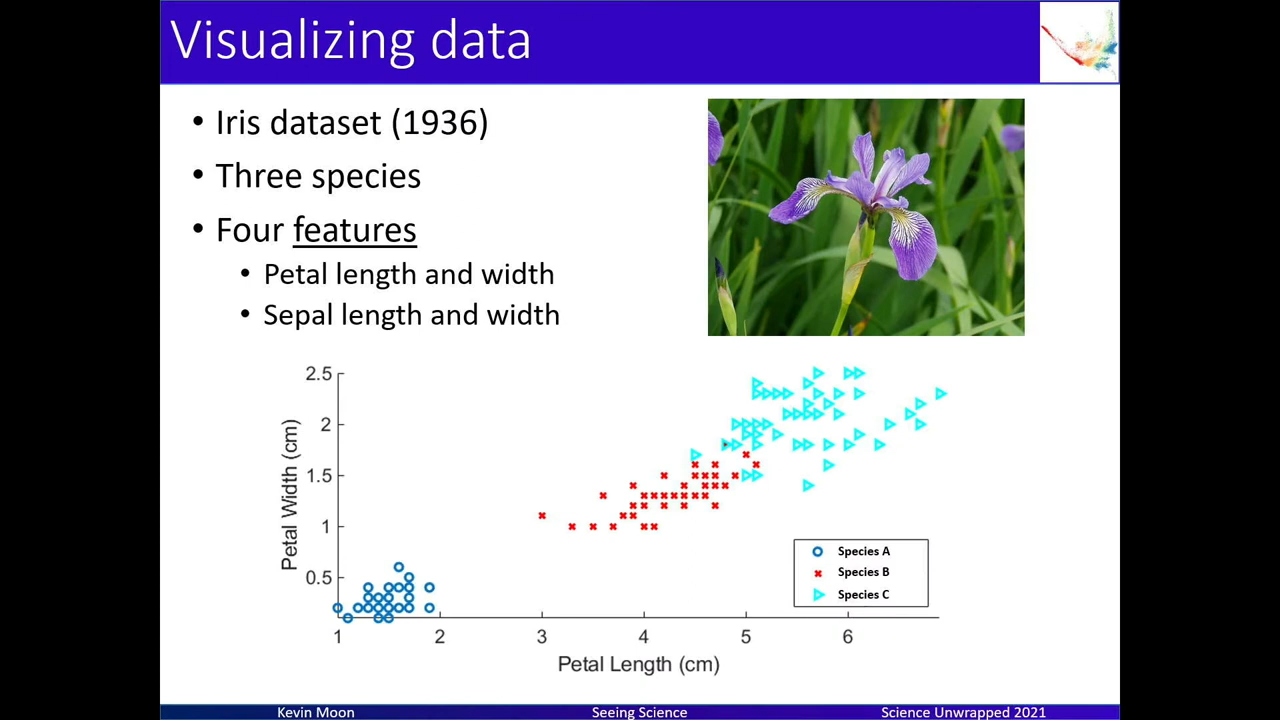 Visualizing data
• Iris dataset (1936)
• Three species
• Four features
• Petal length and width
• Sepal length and width
2.5
2
1.5
1
0.5
Petal Width (cm)
1 2 3 4 5 6
Petal Length (cm)
Species A
Species B
Species C
Kevin Moon Seeing Science Science Unwrapped 2021